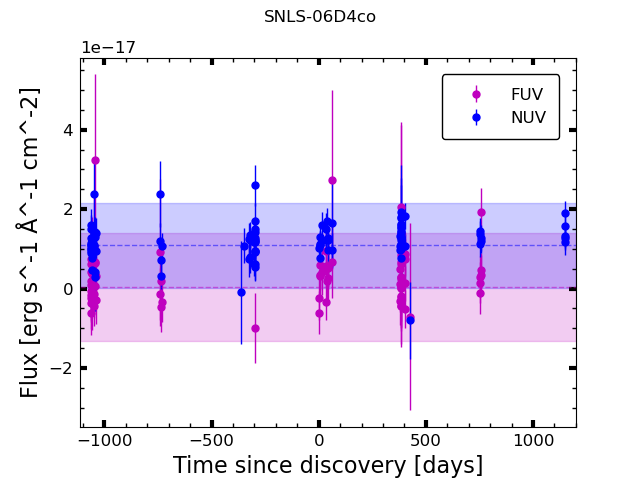 SNLS-06D4co
1e−17
FUV
NUV
4
2
0
−2
−1000
−500
0
500
1000
Flux [erg s^-1 Å^-1 cm^-2]
Time since discovery [days]